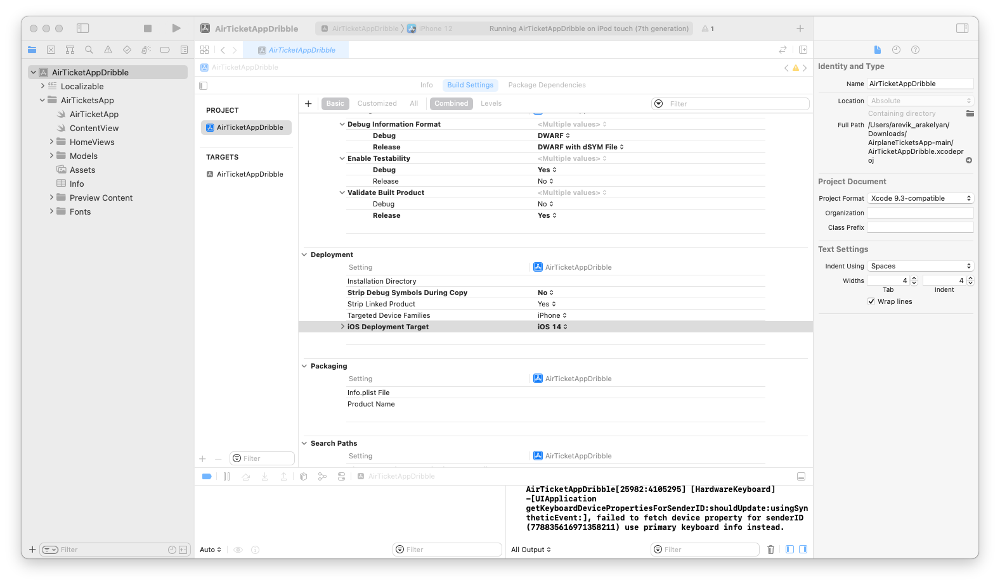 AirTicketAppDribble
AirTicketAppDribble
iPhone 12
Running AirTicketAppDribble on iPod touch (7th generation)
1
AirTicketAppDribble
AirTicketAppDribble
Localizable
AirTicketsApp
AirTicketApp
ContentView
HomeViews
Models
Assets
Info
Preview Content
Fonts
Filter
AirTicketAppDribble
Info
Build Settings
Package Dependencies
PROJECT
AirTicketAppDribble
TARGETS
AirTicketAppDribble
Filter
Basic
Customized
All
Combined
Levels
Filter
Debug Information Format <Multiple values>
Debug DWARF
Release DWARF with dSYM File
Enable Testability <Multiple values>
Debug Yes
Release No
Validate Built Product <Multiple values>
Debug No
Release Yes
Deployment
Setting AirTicketAppDribble
Installation Directory
Strip Debug Symbols During Copy No
Strip Linked Product Yes
Targeted Device Families iPhone
iOS Deployment Target iOS 14
Packaging
Setting AirTicketAppDribble
Info.plist File
Product Name
Search Paths
Setting AirTicketAppDribble
AirTicketAppDribble
AirTicketAppDribble[25982:4105295] [HardwareKeyboard]
-[UIApplication
getKeyboardDevicePropertiesForSenderID:shouldUpdate:usingSyn
theticEvent:], failed to fetch device property for senderID
(778835616971358211) use primary keyboard info instead.
Auto
Filter
All Output
Filter
Identity and Type
Name AirTicketAppDribble
Location Absolute
Containing directory
Full Path /Users/arevik_arakelyan/
Downloads/
AirplaneTicketsApp-main/
AirTicketAppDribble.xcodepr
oj
Project Document
Project Format Xcode 9.3-compatible
Organization
Class Prefix
Text Settings
Indent Using Spaces
Widths 4 4
Tab Indent
Wrap lines